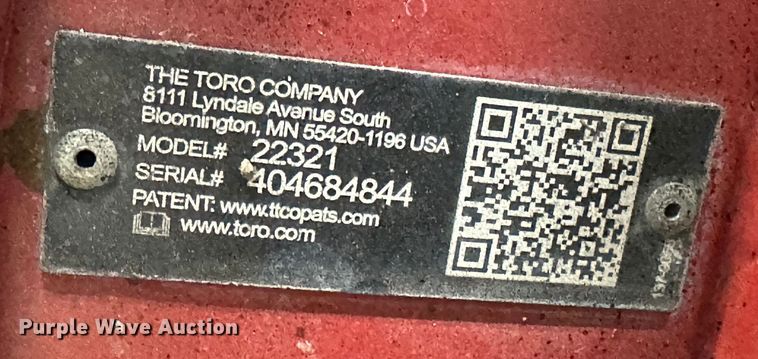 THE TORO COMPANY
8111 Lyndale Avenue South
Bloomington, MN 55420-1196 USA
MODEL# 22321
SERIAL# 404684844
PATENT: www.ttcopats.com
www.toro.com
Purple Wave Auction